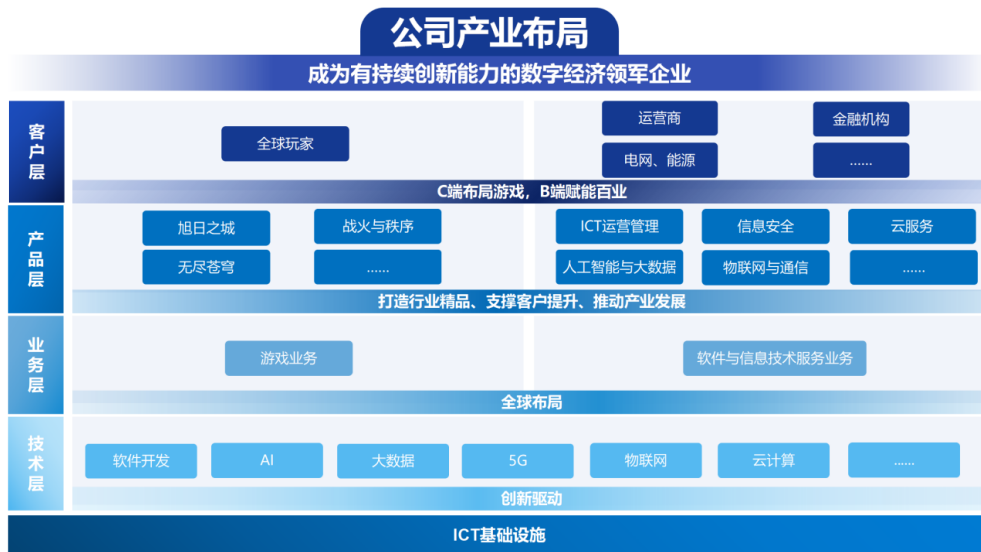 公司产业布局
成为有持续创新能力的数字经济领军企业
客户层
全球玩家
运营商
金融机构
电网、能源
......
C端布局游戏，B端赋能百业
产品层
旭日之城
战火与秩序
ICT运营管理
信息安全
云服务
无尽苍穹
......
人工智能与大数据
物联网与通信
......
打造行业精品、支撑客户提升、推动产业发展
业务层
游戏业务
软件与信息技术服务业务
全球布局
技术层
软件开发
AI
大数据
5G
物联网
云计算
......
创新驱动
ICT基础设施